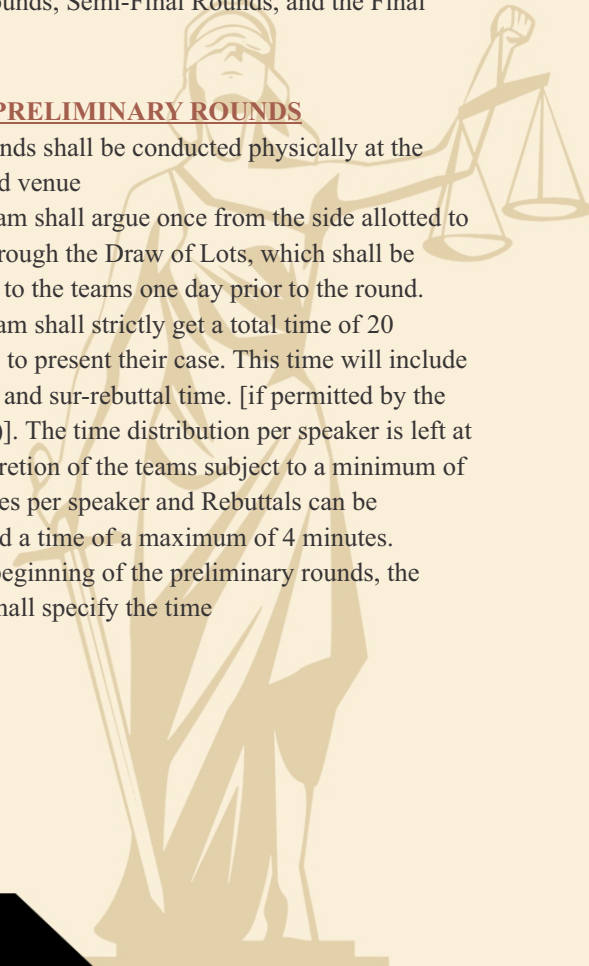 ounds, Semi-Final Rounds, and the Final
PRELIMINARY ROUNDS
nds shall be conducted physically at the
d venue
am shall argue once from the side allotted to
rough the Draw of Lots, which shall be
to the teams one day prior to the round.
am shall strictly get a total time of 20
to present their case. This time will include
and sur-rebuttal time. [if permitted by the
)]. The time distribution per speaker is left at
retion of the teams subject to a minimum of
es per speaker and Rebuttals can be
d a time of a maximum of 4 minutes.
beginning of the preliminary rounds, the
hall specify the time